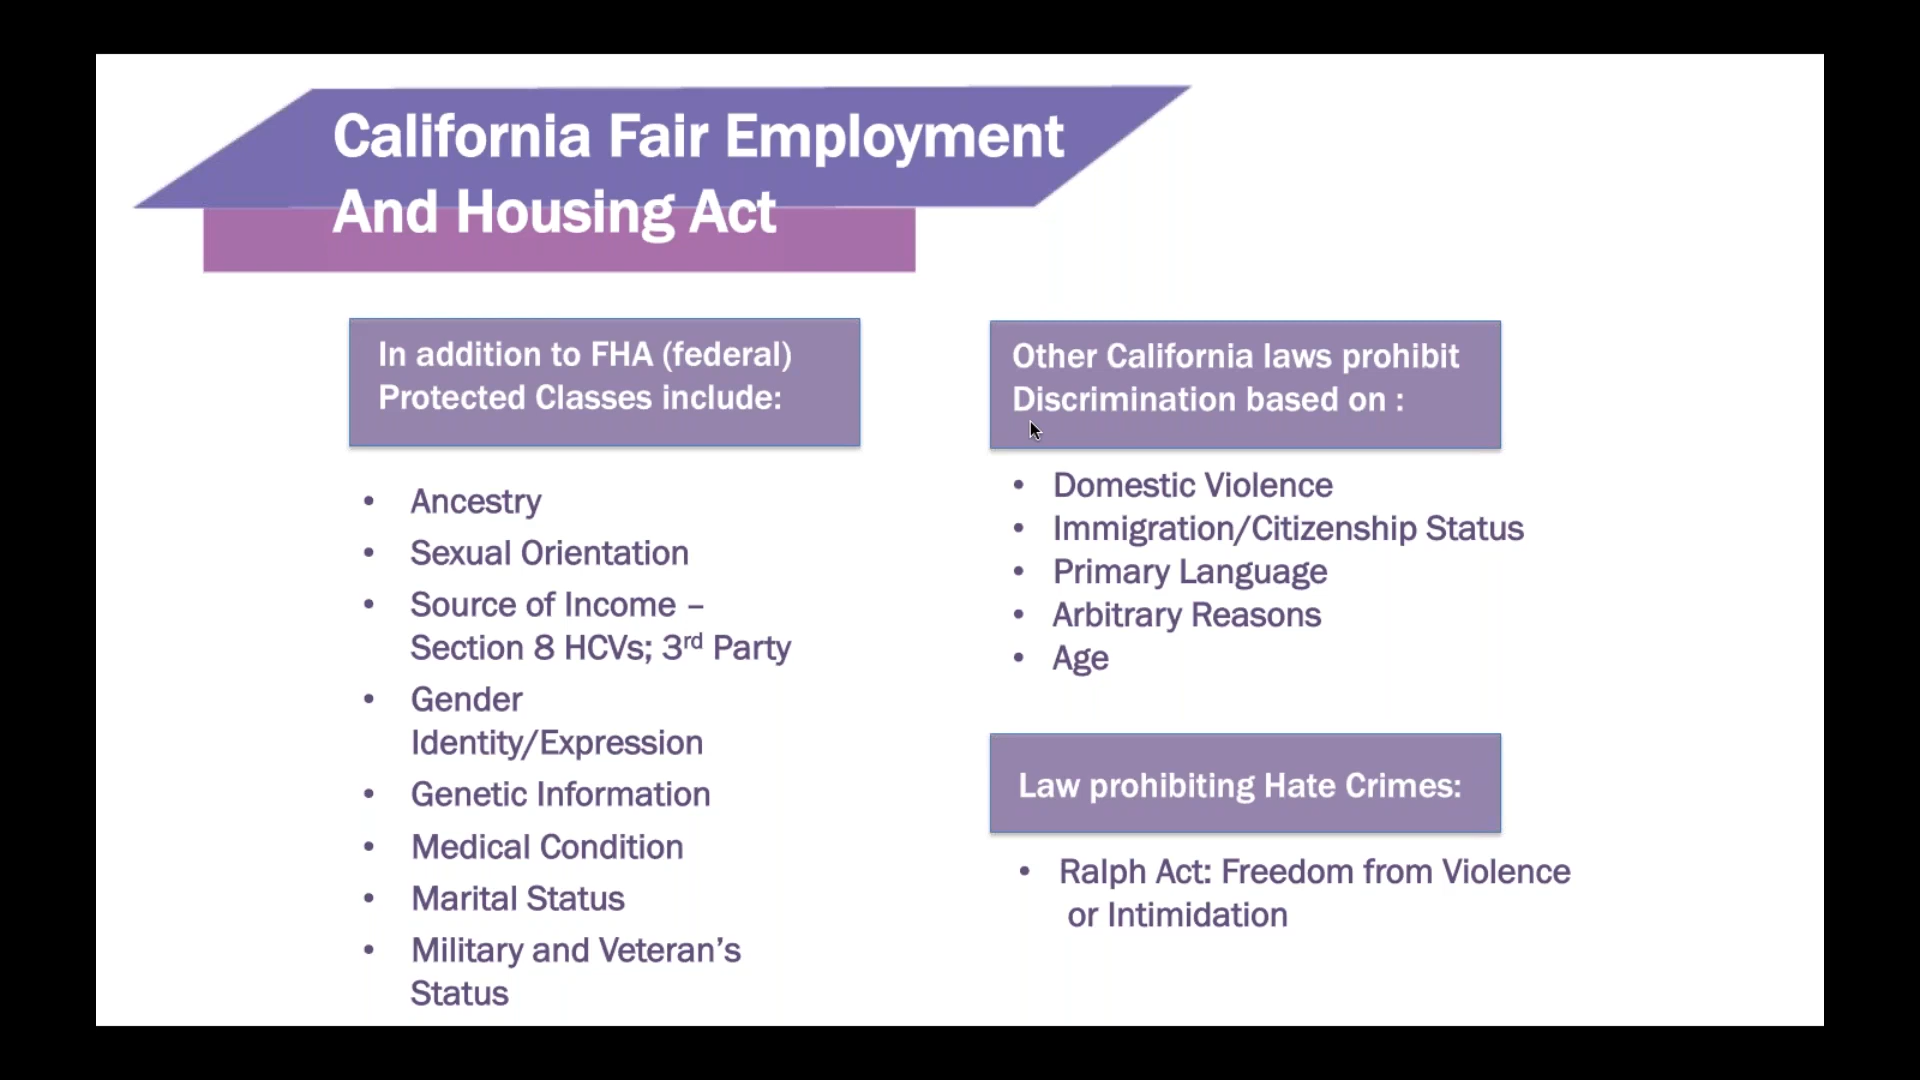 California Fair Employment
And Housing Act
In addition to FHA (federal)
Protected Classes include:
• Ancestry
• Sexual Orientation
• Source of Income –
Section 8 HCVs; 3rd Party
• Gender
Identity/Expression
• Genetic Information
• Medical Condition
• Marital Status
• Military and Veteran’s
Status
Other California laws prohibit
Discrimination based on :
• Domestic Violence
• Immigration/Citizenship Status
• Primary Language
• Arbitrary Reasons
• Age
Law prohibiting Hate Crimes:
• Ralph Act: Freedom from Violence
or Intimidation